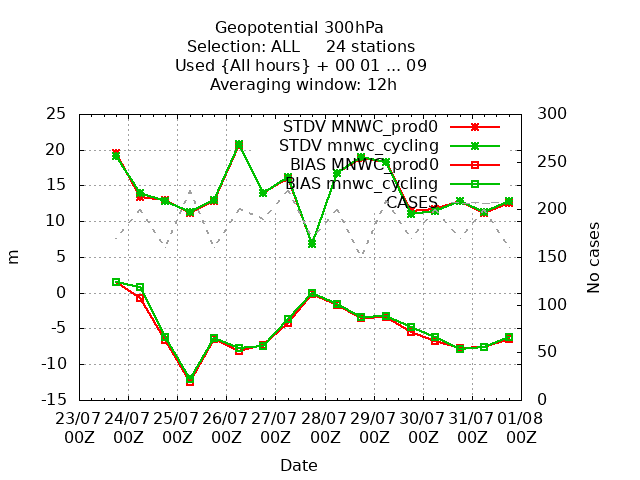 Geopotential 300hPa
Selection: ALL     24 stations
Used {All hours} + 00 01 ... 09
Averaging window: 12h
STDV MNWC_prod0
STDV mnwc_cycling
BIAS MNWC_prod0
BIAS mnwc_cycling
CASES
m
25
20
15
10
5
0
-5
-10
-15
No cases
300
250
200
150
100
50
0
23/07 24/07 25/07 26/07 27/07 28/07 29/07 30/07 31/07 01/08
00Z 00Z 00Z 00Z 00Z 00Z 00Z 00Z 00Z 00Z
Date